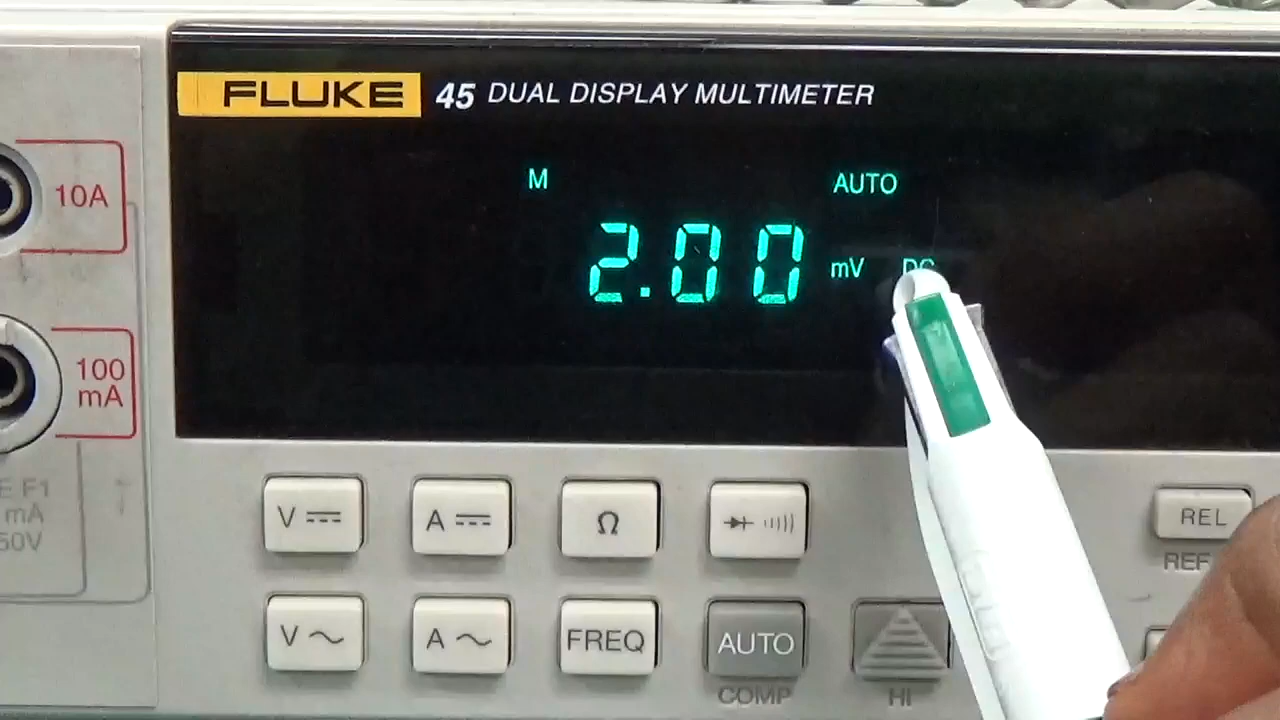 FLUKE 45 DUAL DISPLAY MULTIMETER
M AUTO
2.00 mV DC
10A
100
mA
E F1
mA
50V
V A Ω
REL
REF
V A FREQ AUTO
COMP HI